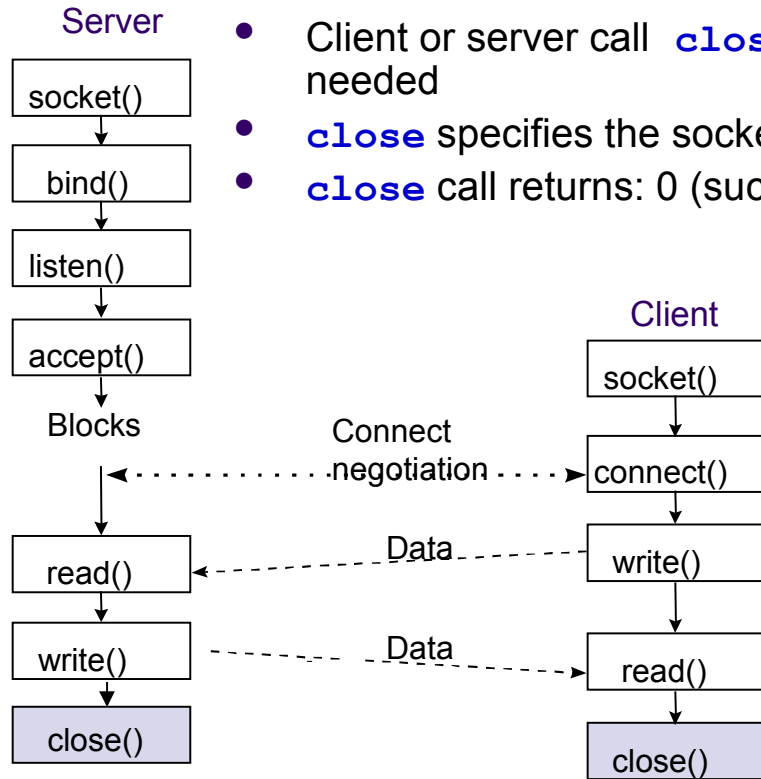 Server
• Client or server call clos
needed
• close specifies the socke
• close call returns: 0 (suc
socket()
bind()
listen()
accept()
Blocks
Client
socket()
Connect
negotiation
connect()
Data
read()
write()
Data
write()
read()
close()
close()